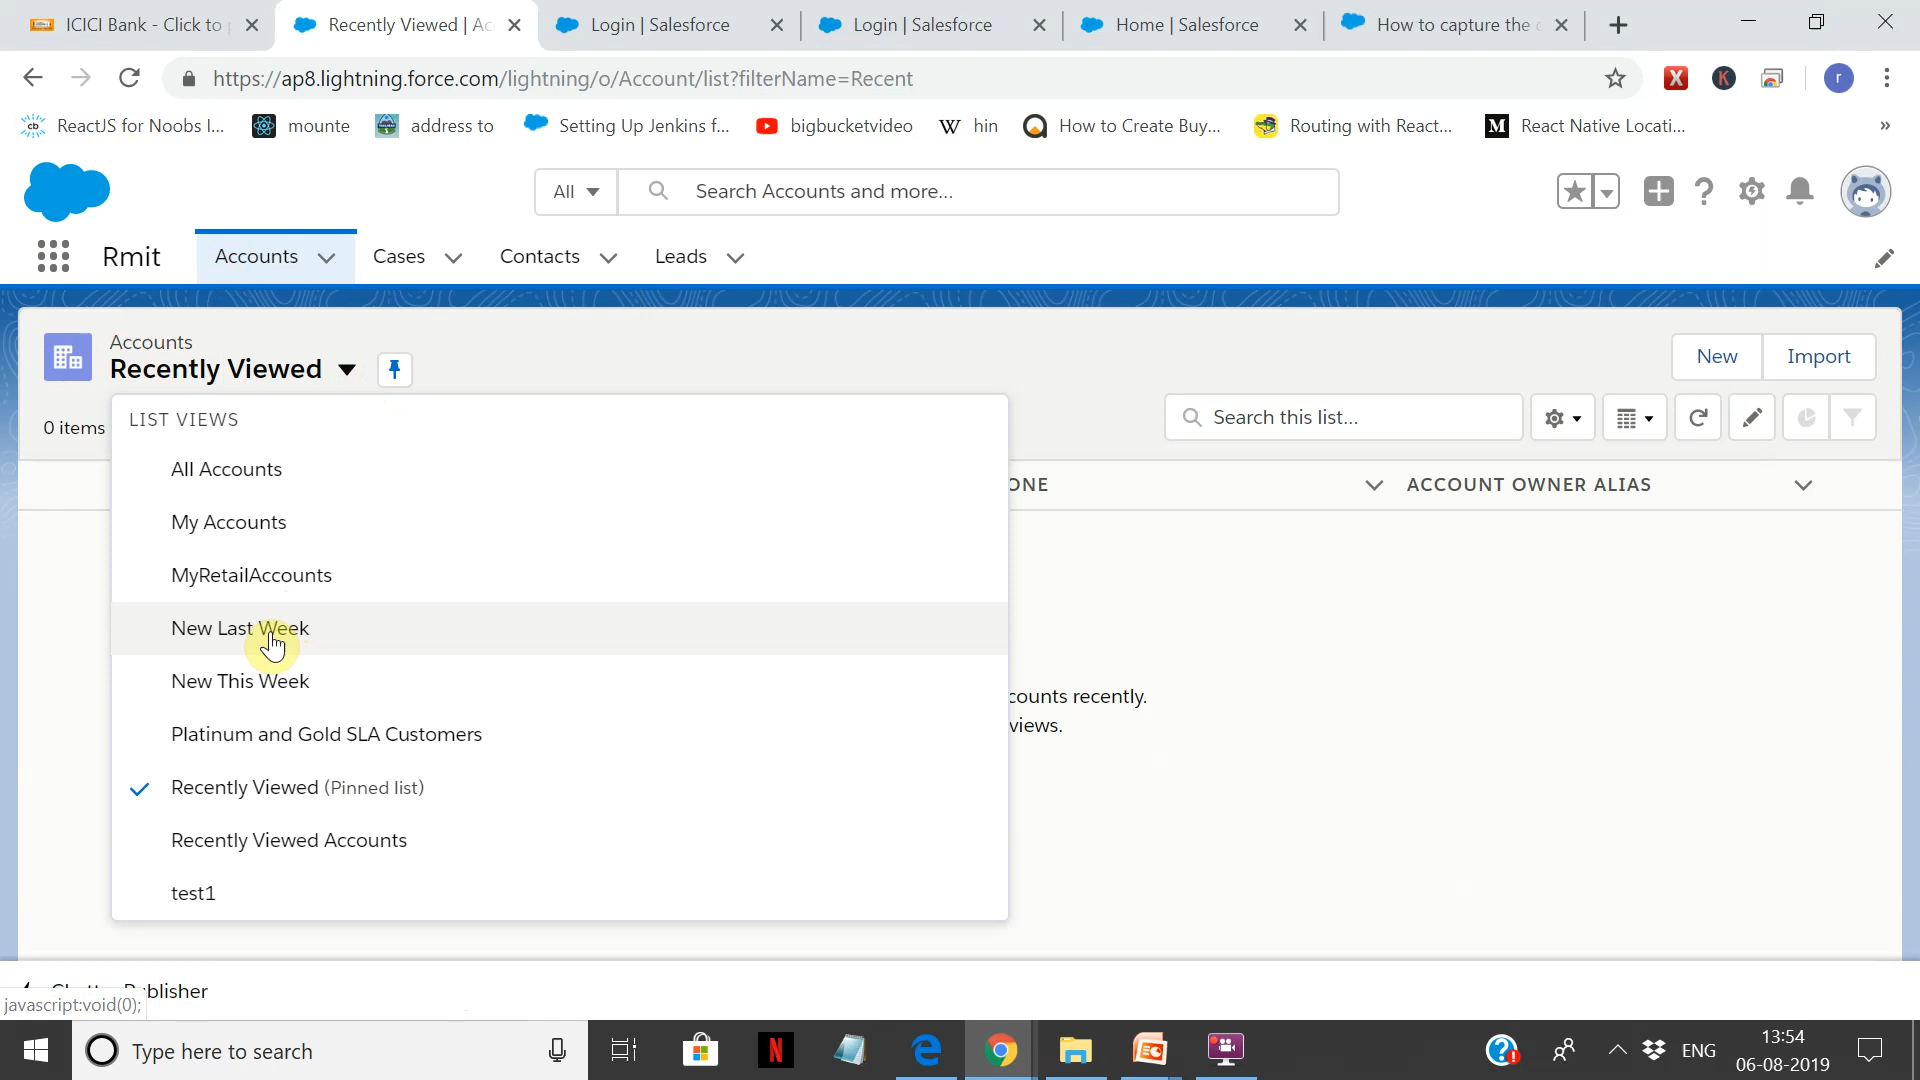 ICICI Bank - Click to
Recently Viewed | Ac
Login | Salesforce
Login | Salesforce
Home | Salesforce
How to capture the
https://ap8.lightning.force.com/lightning/o/Account/list?filterName=Recent
X
K
r
ReactJS for Noobs I...
mounte
address to
Setting Up Jenkins f...
bigbucketvideo
W hin
How to Create Buy...
Routing with React...
M React Native Locati...
»
All
Search Accounts and more...
Rmit
Accounts
Cases
Contacts
Leads
Accounts
Recently Viewed
New
Import
0 items
Search this list...
LIST VIEWS
All Accounts
My Accounts
MyRetailAccounts
New Last Week
New This Week
Platinum and Gold SLA Customers
Recently Viewed (Pinned list)
Recently Viewed Accounts
test1
ONE
ACCOUNT OWNER ALIAS
counts recently.
views.
blisher
javascript:void(0);
Type here to search
N
ENG
13:54
06-08-2019